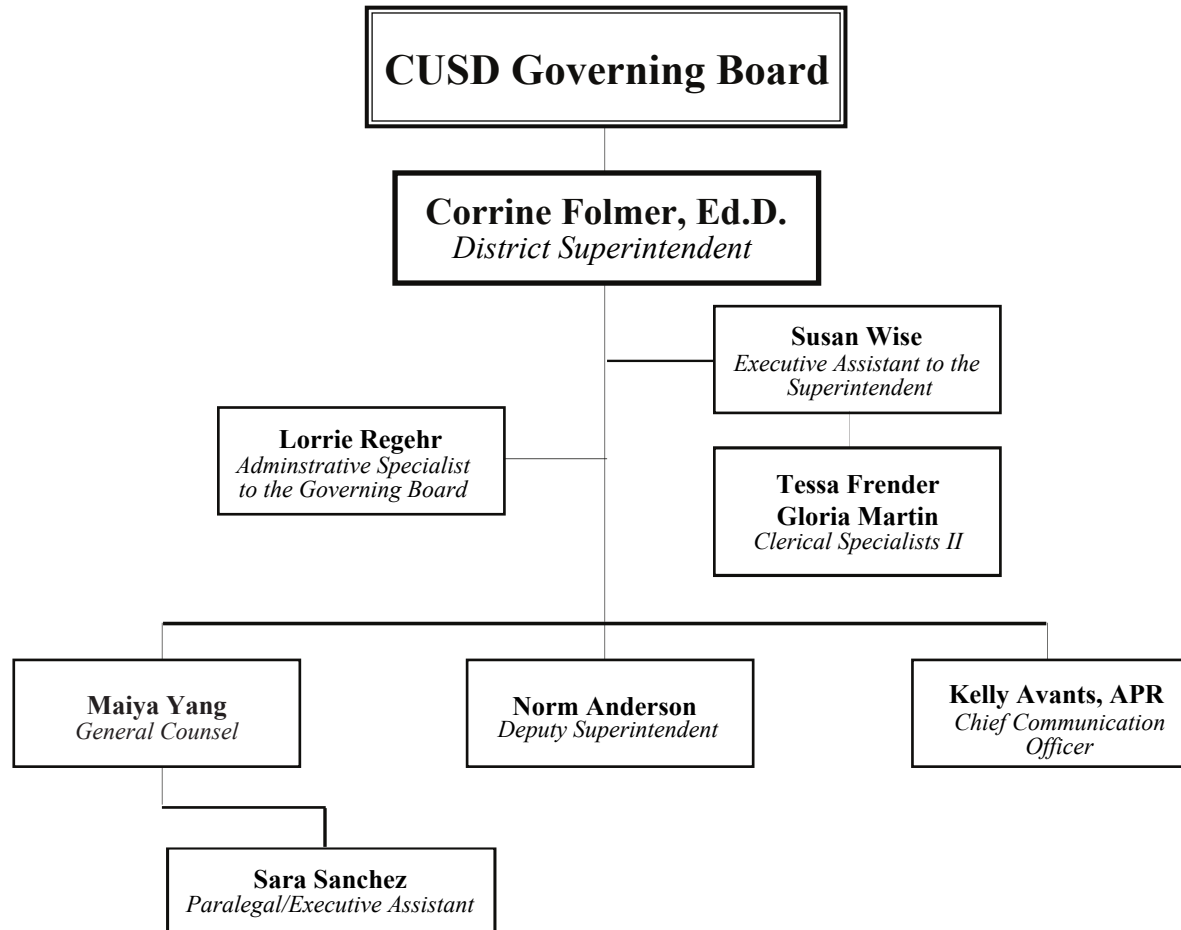 CUSD Governing Board
Corrine Folmer, Ed.D.
District Superintendent
Susan Wise
Executive Assistant to the
Superintendent
Lorrie Regehr
Adminstrative Specialist
to the Governing Board
Tessa Frender
Gloria Martin
Clerical Specialists II
Maiya Yang
General Counsel
Norm Anderson
Deputy Superintendent
Kelly Avants, APR
Chief Communication
Officer
Sara Sanchez
Paralegal/Executive Assistant